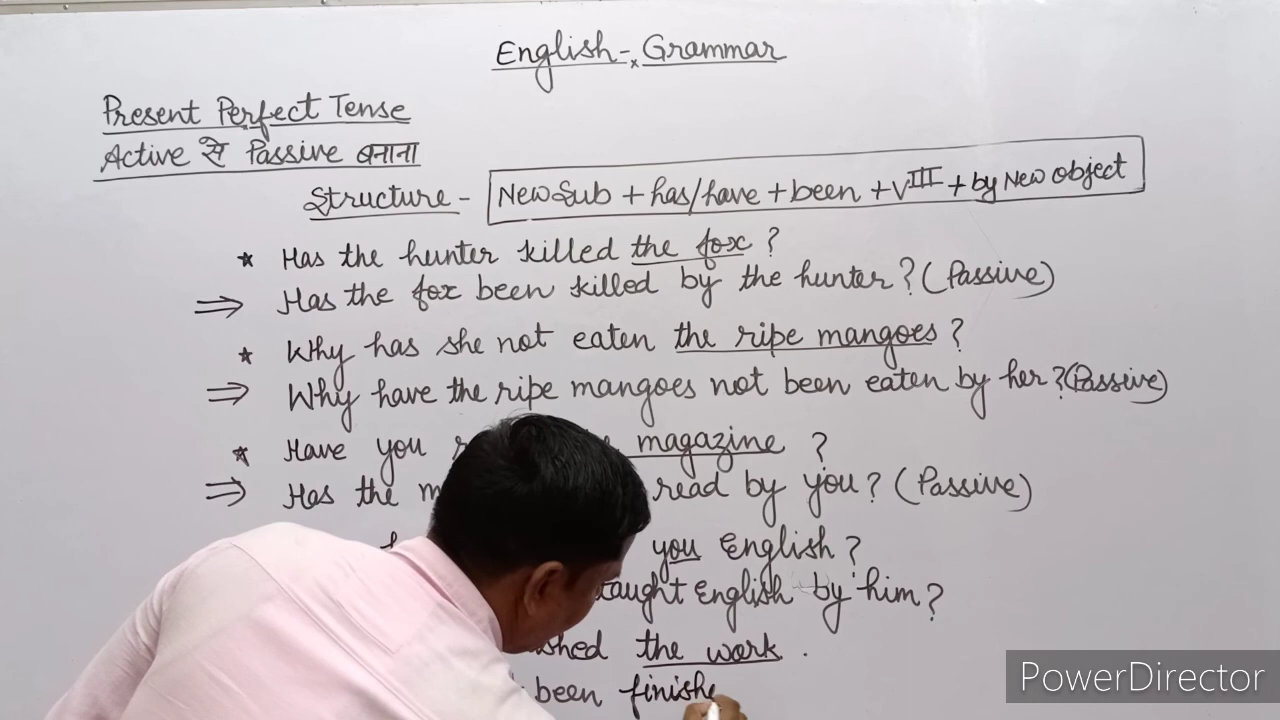 English - Grammar
Present Perfect Tense
Active से Passive बनाना
Structure - New Sub + has/have + been + V III + by New object
* Has the hunter killed the fox ?
⇒ Has the fox been killed by the hunter ? (Passive)
* Why has she not eaten the ripe mangoes ?
⇒ Why have the ripe mangoes not been eaten by her ? (Passive)
* Have you magazine ?
⇒ Has the read by you ? (Passive)
you English ?
taught English by him ?
the work .
been finishe
PowerDirector